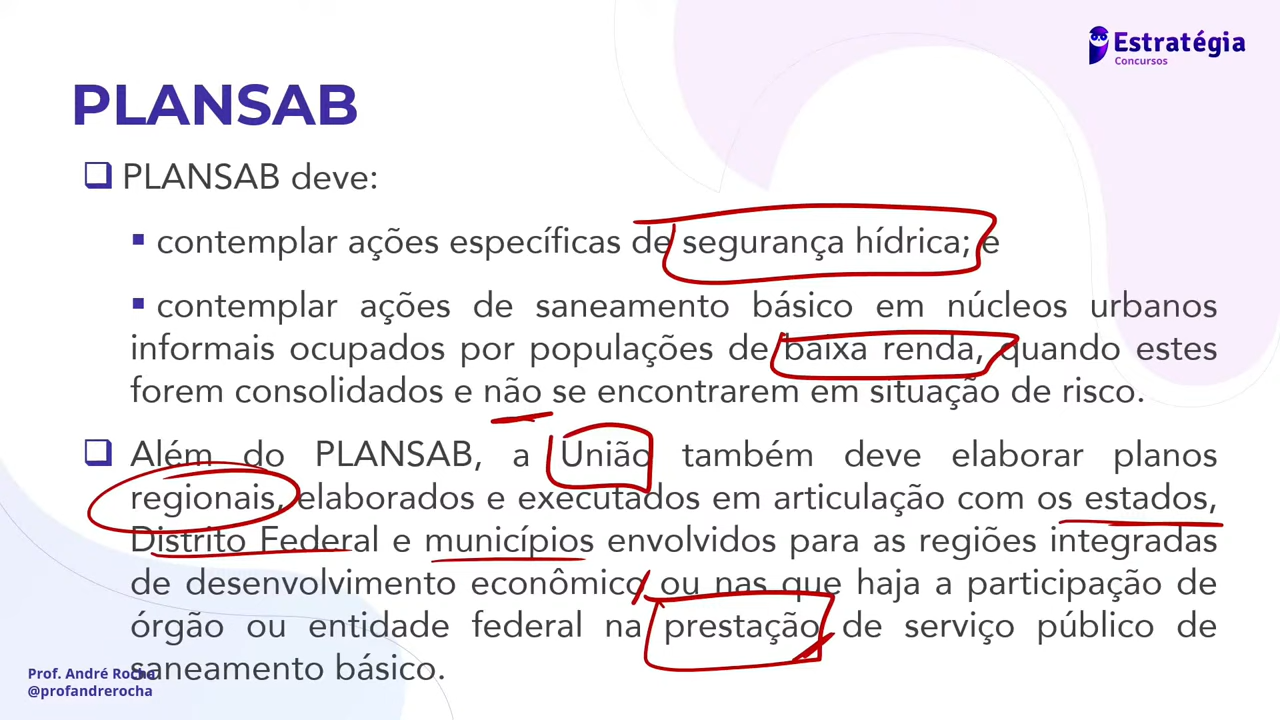 Estratégia
Concursos
PLANSAB
PLANSAB deve:
contemplar ações específicas de segurança hídrica; e
contemplar ações de saneamento básico em núcleos urbanos
informais ocupados por populações de baixa renda, quando estes
forem consolidados e não se encontrarem em situação de risco.
Além do PLANSAB, a União também deve elaborar planos
regionais, elaborados e executados em articulação com os estados,
Distrito Federal e municípios envolvidos para as regiões integradas
de desenvolvimento econômico ou nas que haja a participação de
órgão ou entidade federal na prestação de serviço público de
saneamento básico.
Prof. André Rocha
@profandrerocha